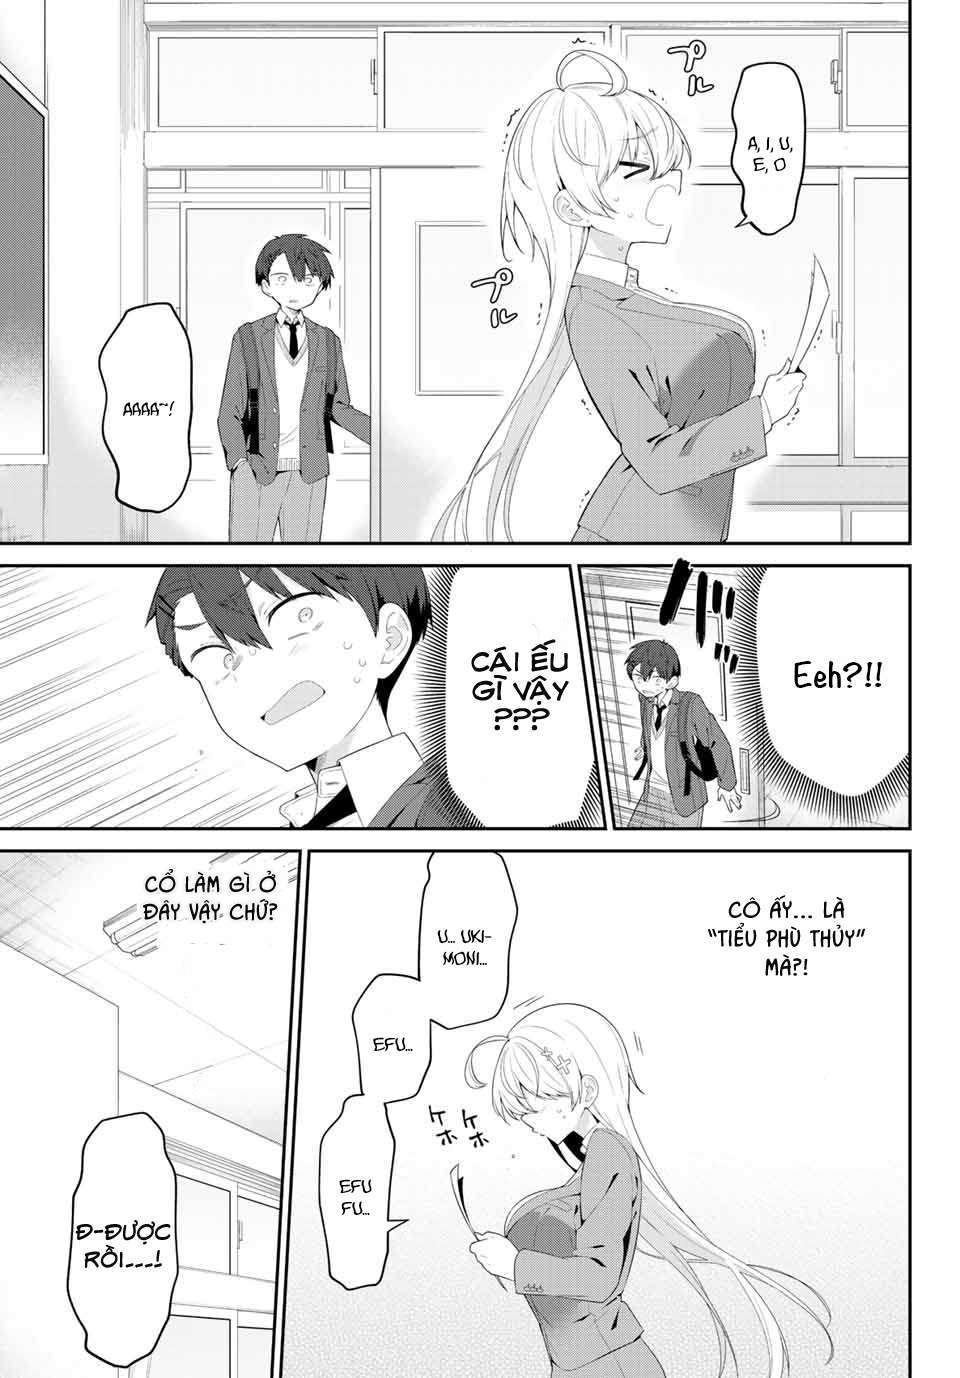 A, I, U,
E, O
プル
プル
AAAA~!
Eeh?!!
CÁI ẾU
GÌ VẬY
???
CÔ ẤY... LÀ
“TIỂU PHÙ THỦY”
MÀ?!
U... UKI-
MONI...
EFU...
EFU
FU...
ケホ
ケホ
CỔ LÀM GÌ Ở
ĐÂY VẬY CHỨ?
Đ-ĐƯỢC
RỒI___!